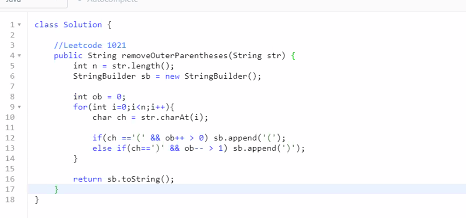 Java
Autocomplete
1 class Solution {
2
3 //Leetcode 1021
4 public String removeOuterParentheses(String str) {
5 int n = str.length();
6 StringBuilder sb = new StringBuilder();
7
8 int ob = 0;
9 for(int i=0;i<n;i++){
10 char ch = str.charAt(i);
11
12 if(ch =='(' && ob++ > 0) sb.append('(');
13 else if(ch==')' && ob-- > 1) sb.append(')');
14 }
15
16 return sb.toString();
17 }
18 }